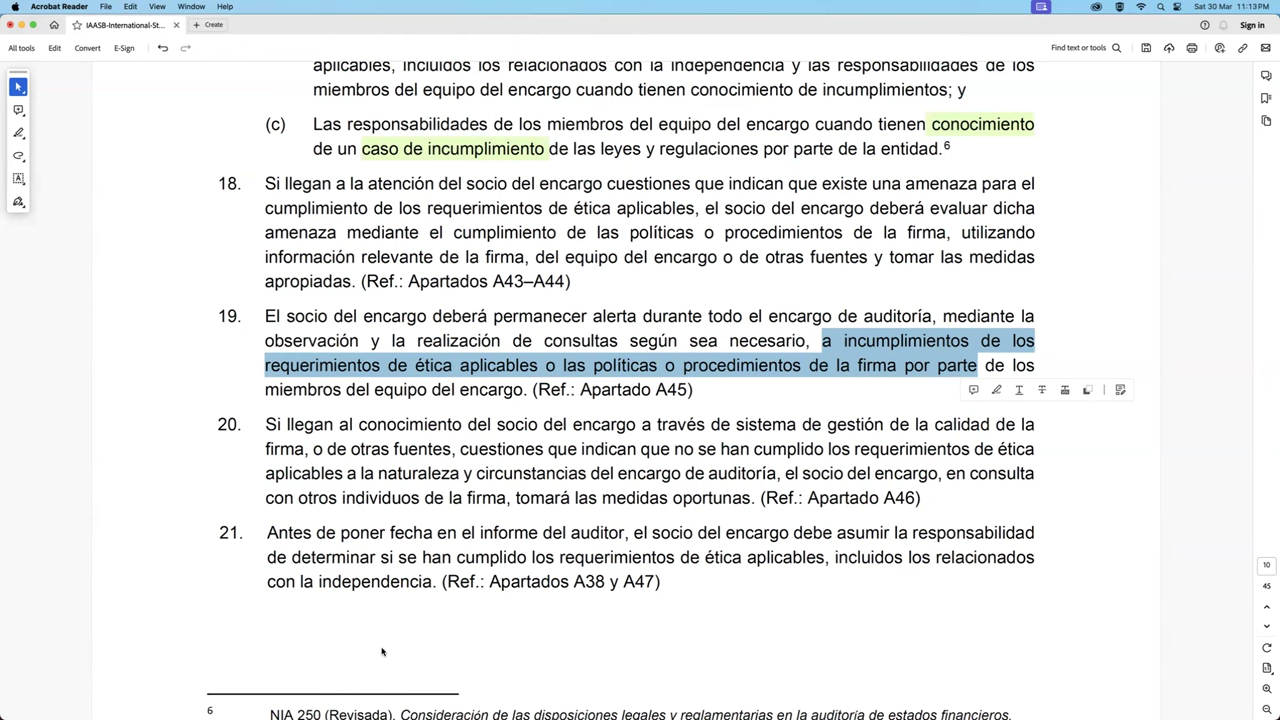 Acrobat Reader File Edit View Window Help Sat 30 Mar 11:13PM
IAASB-International-St... Create Sign in
All tools Edit Convert E-Sign Find text or tools
aplicables, incluidos los relacionados con la independencia y las responsabilidades de los
miembros del equipo del encargo cuando tienen conocimiento de incumplimientos; y
(c) Las responsabilidades de los miembros del equipo del encargo cuando tienen conocimiento
de un caso de incumplimiento de las leyes y regulaciones por parte de la entidad.6
18. Si llegan a la atención del socio del encargo cuestiones que indican que existe una amenaza para el
cumplimiento de los requerimientos de ética aplicables, el socio del encargo deberá evaluar dicha
amenaza mediante el cumplimiento de las políticas o procedimientos de la firma, utilizando
información relevante de la firma, del equipo del encargo o de otras fuentes y tomar las medidas
apropiadas. (Ref.: Apartados A43–A44)
19. El socio del encargo deberá permanecer alerta durante todo el encargo de auditoría, mediante la
observación y la realización de consultas según sea necesario, a incumplimientos de los
requerimientos de ética aplicables o las políticas o procedimientos de la firma por parte de los
miembros del equipo del encargo. (Ref.: Apartado A45)
20. Si llegan al conocimiento del socio del encargo a través de sistema de gestión de la calidad de la
firma, o de otras fuentes, cuestiones que indican que no se han cumplido los requerimientos de ética
aplicables a la naturaleza y circunstancias del encargo de auditoría, el socio del encargo, en consulta
con otros individuos de la firma, tomará las medidas oportunas. (Ref.: Apartado A46)
21. Antes de poner fecha en el informe del auditor, el socio del encargo debe asumir la responsabilidad
de determinar si se han cumplido los requerimientos de ética aplicables, incluidos los relacionados
con la independencia. (Ref.: Apartados A38 y A47)
10
45
6 NIA 250 (Revisada), Consideración de las disposiciones legales y reglamentarias en la auditoría de estados financieros.